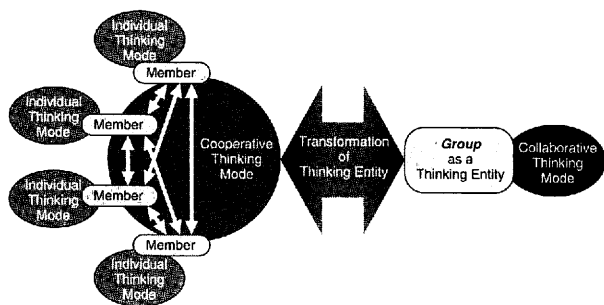 Individual
Thinking
Mode
Member
Individual
Thinking
Mode
Member
Individual
Thinking
Mode
Member
Member
Individual
Thinking
Mode
Cooperative
Thinking
Mode
Transformation
of
Thinking Entity
Group
as a
Thinking Entity
Collaborative
Thinking
Mode